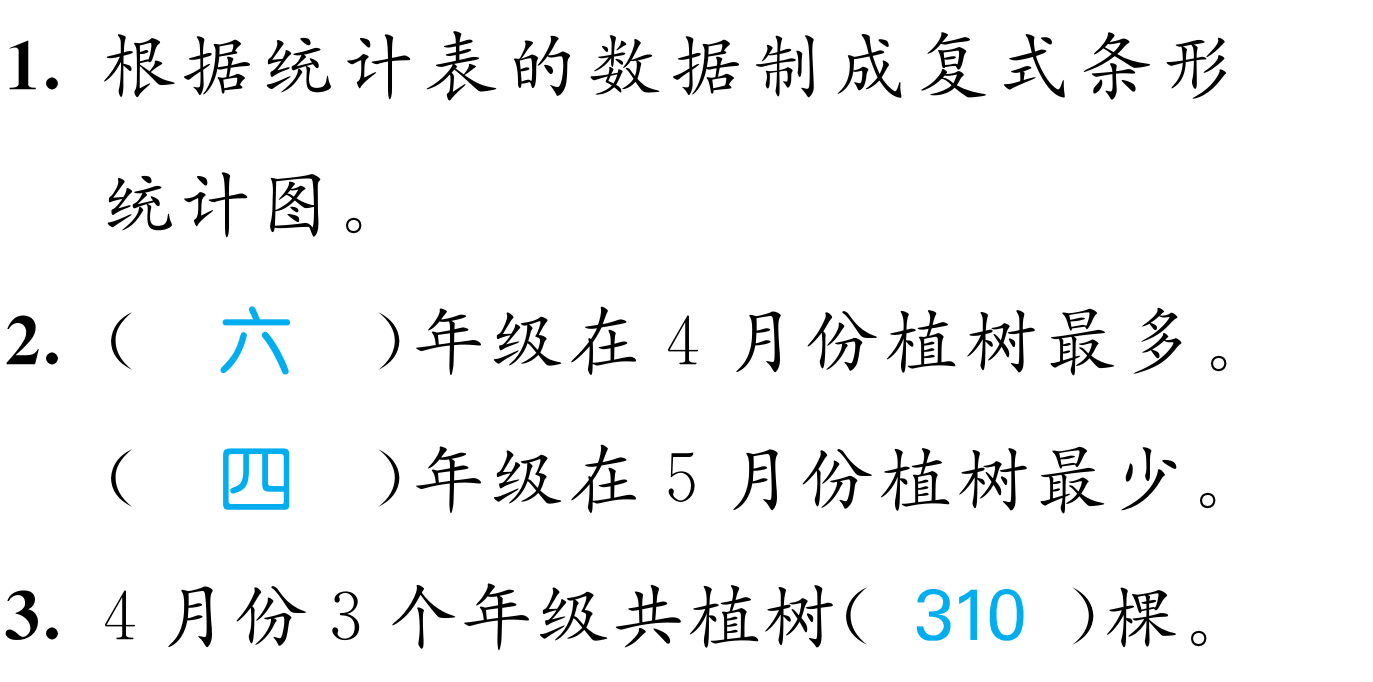 1. 根据统计表的数据制成复式条形
统计图。
2.( 六 )年级在 4 月份植树最多。
( 四 )年级在 5 月份植树最少。
3. 4 月份 3 个年级共植树( 310 )棵。